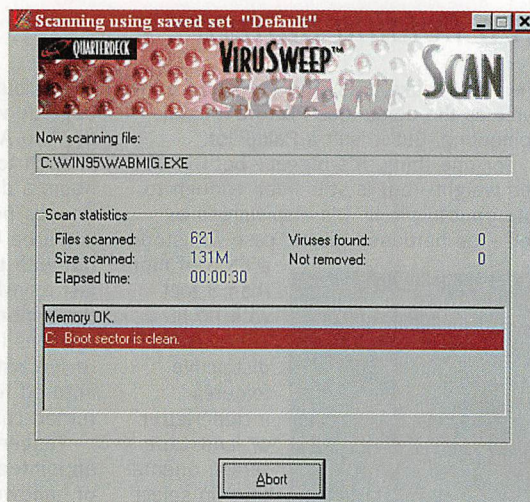 Scanning using saved set "Default"
QUARTERDECK
VIRUSWEEP™
SCAN
SCAN
Now scanning file:
C:\WIN95\WABMIG.EXE
Scan statistics
Files scanned: 621 Viruses found: 0
Size scanned: 131M Not removed: 0
Elapsed time: 00:00:30
Memory OK.
C: Boot sector is clean.
Abort